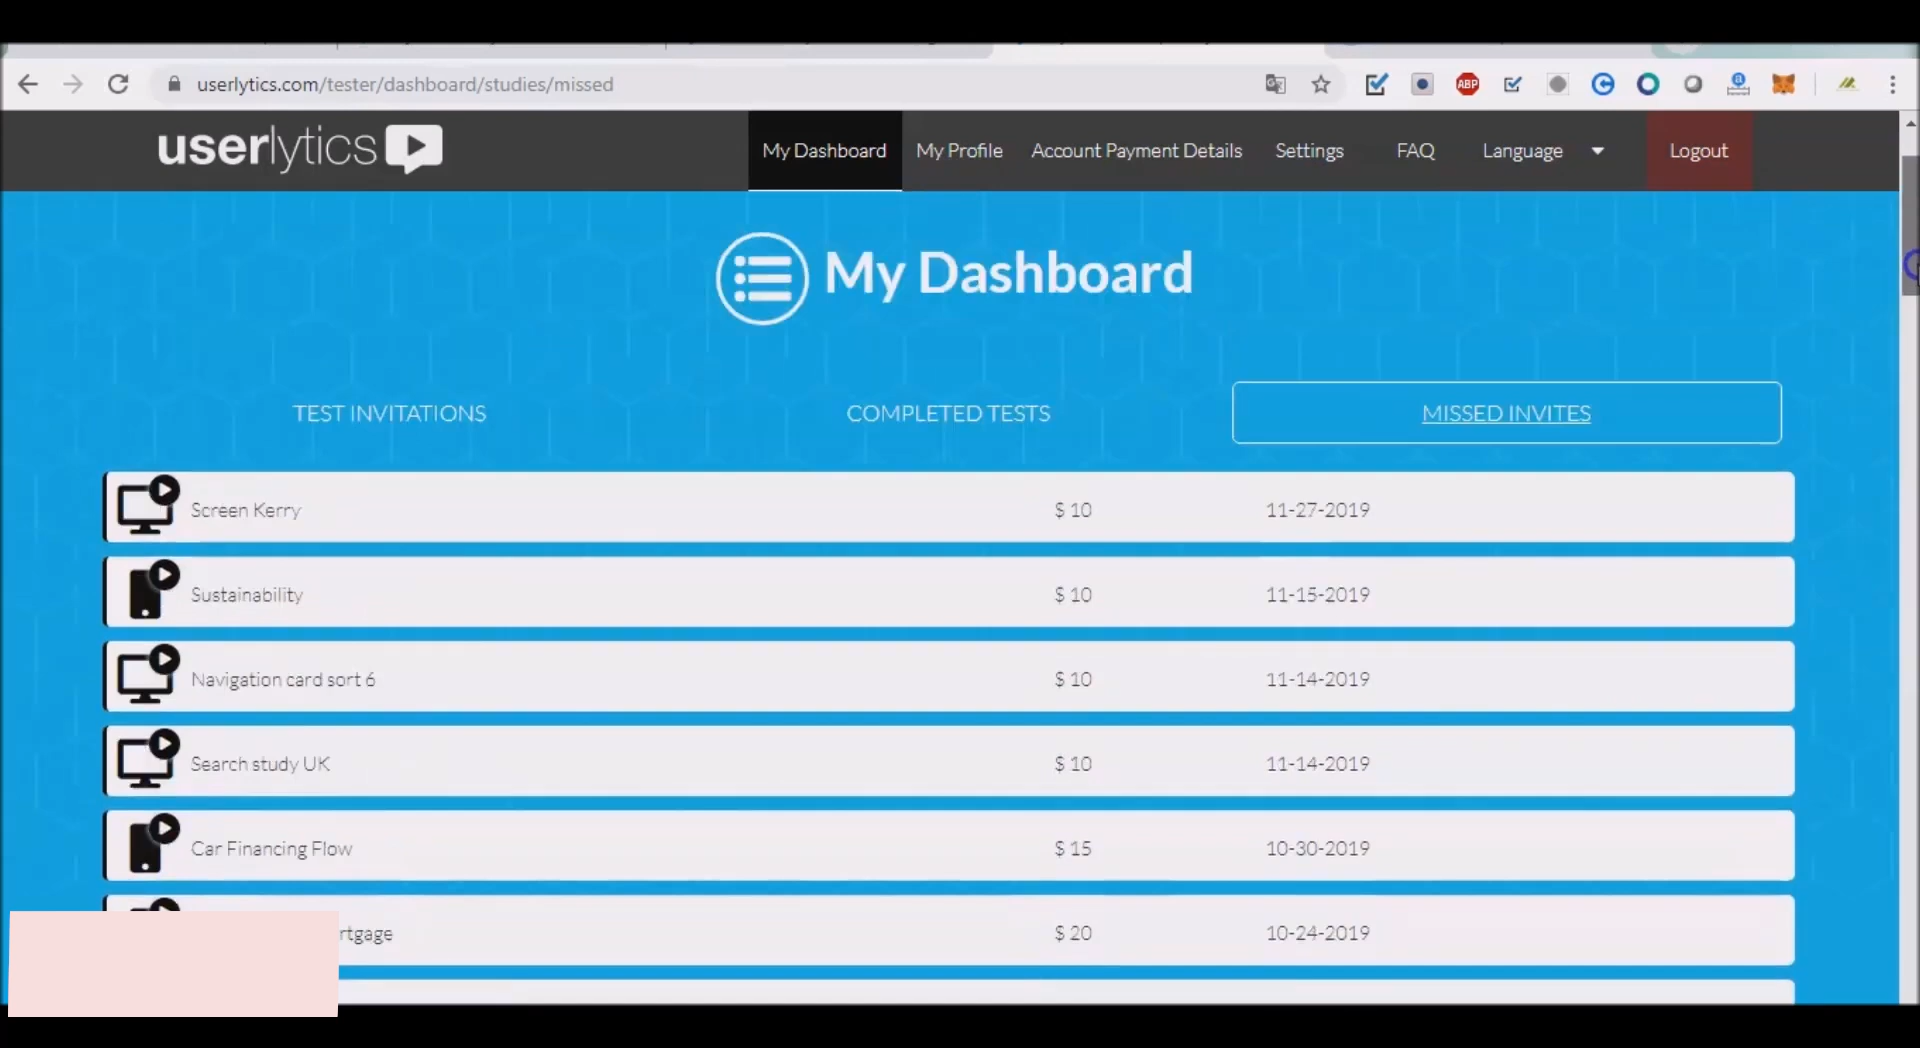 userlytics.com/tester/dashboard/studies/missed
ABP
userlytics
My Dashboard My Profile Account Payment Details Settings FAQ Language Logout
My Dashboard
TEST INVITATIONS COMPLETED TESTS MISSED INVITES
Screen Kerry $ 10 11-27-2019
Sustainability $ 10 11-15-2019
Navigation card sort 6 $ 10 11-14-2019
Search study UK $ 10 11-14-2019
Car Financing Flow $ 15 10-30-2019
rtgage $ 20 10-24-2019